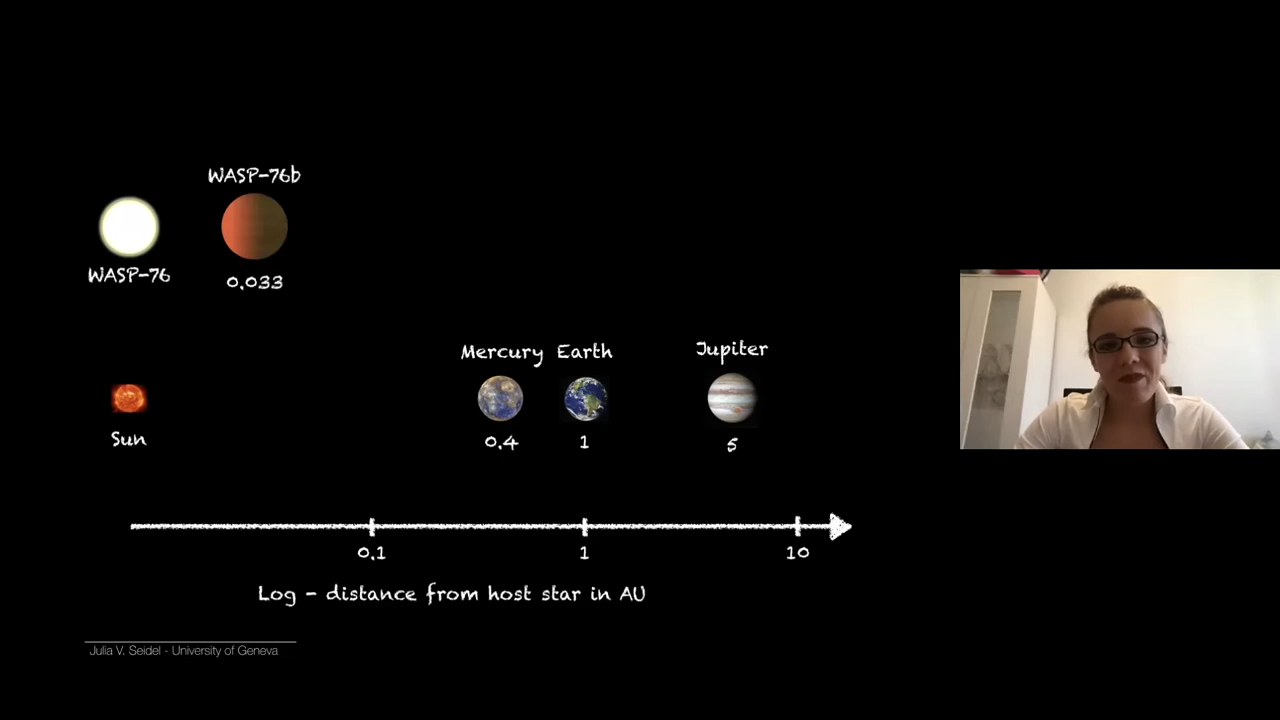 WASP-76b
WASP-76
0.033
Mercury Earth Jupiter
0.4 1 5
Sun
0.1 1 10
Log - distance from host star in AU
Julia V. Seidel - University of Geneva